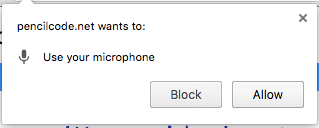 pencilcode.net wants to:
Use your microphone
Block
Allow